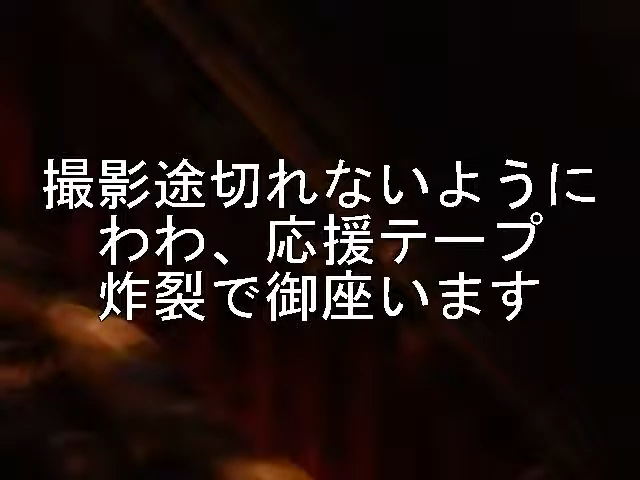 撮影途切れないように
わわ、応援テープ
炸裂で御座います